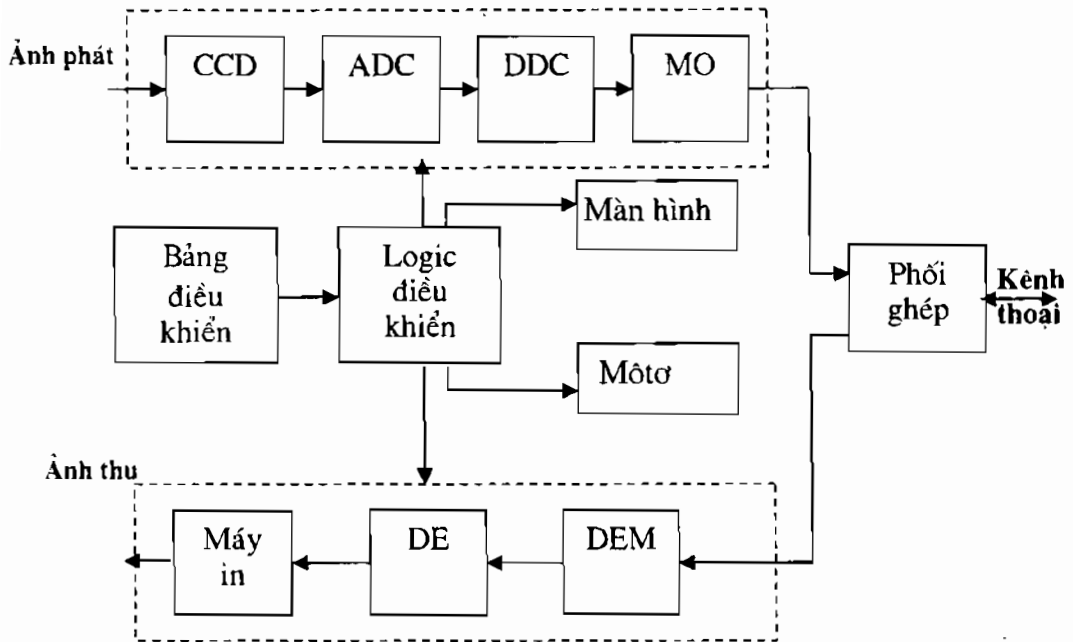 Ảnh phát
CCD
ADC
DDC
MO
Màn hình
Bảng
điều
khiển
Logic
điều
khiển
Phối
ghép
Kênh
thoại
Môtơ
Ảnh thu
Máy
in
DE
DEM